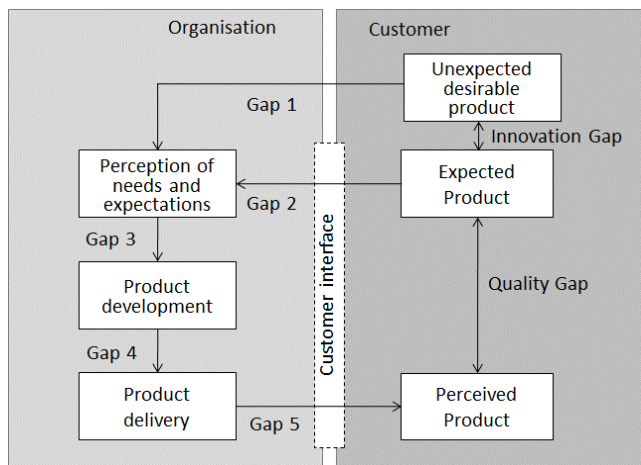 Organisation
Customer
Unexpected
desirable
product
Gap 1
Innovation Gap
Perception of
needs and
expectations
Expected
Product
Gap 2
Gap 3
Customer interface
Product
development
Quality Gap
Gap 4
Product
delivery
Perceived
Product
Gap 5